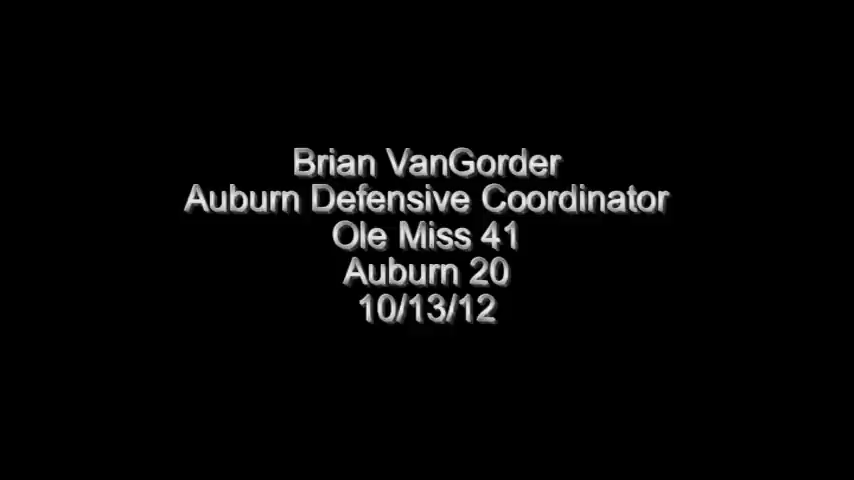 Brian VanGorder
Auburn Defensive Coordinator
Ole Miss 41
Auburn 20
10/13/12